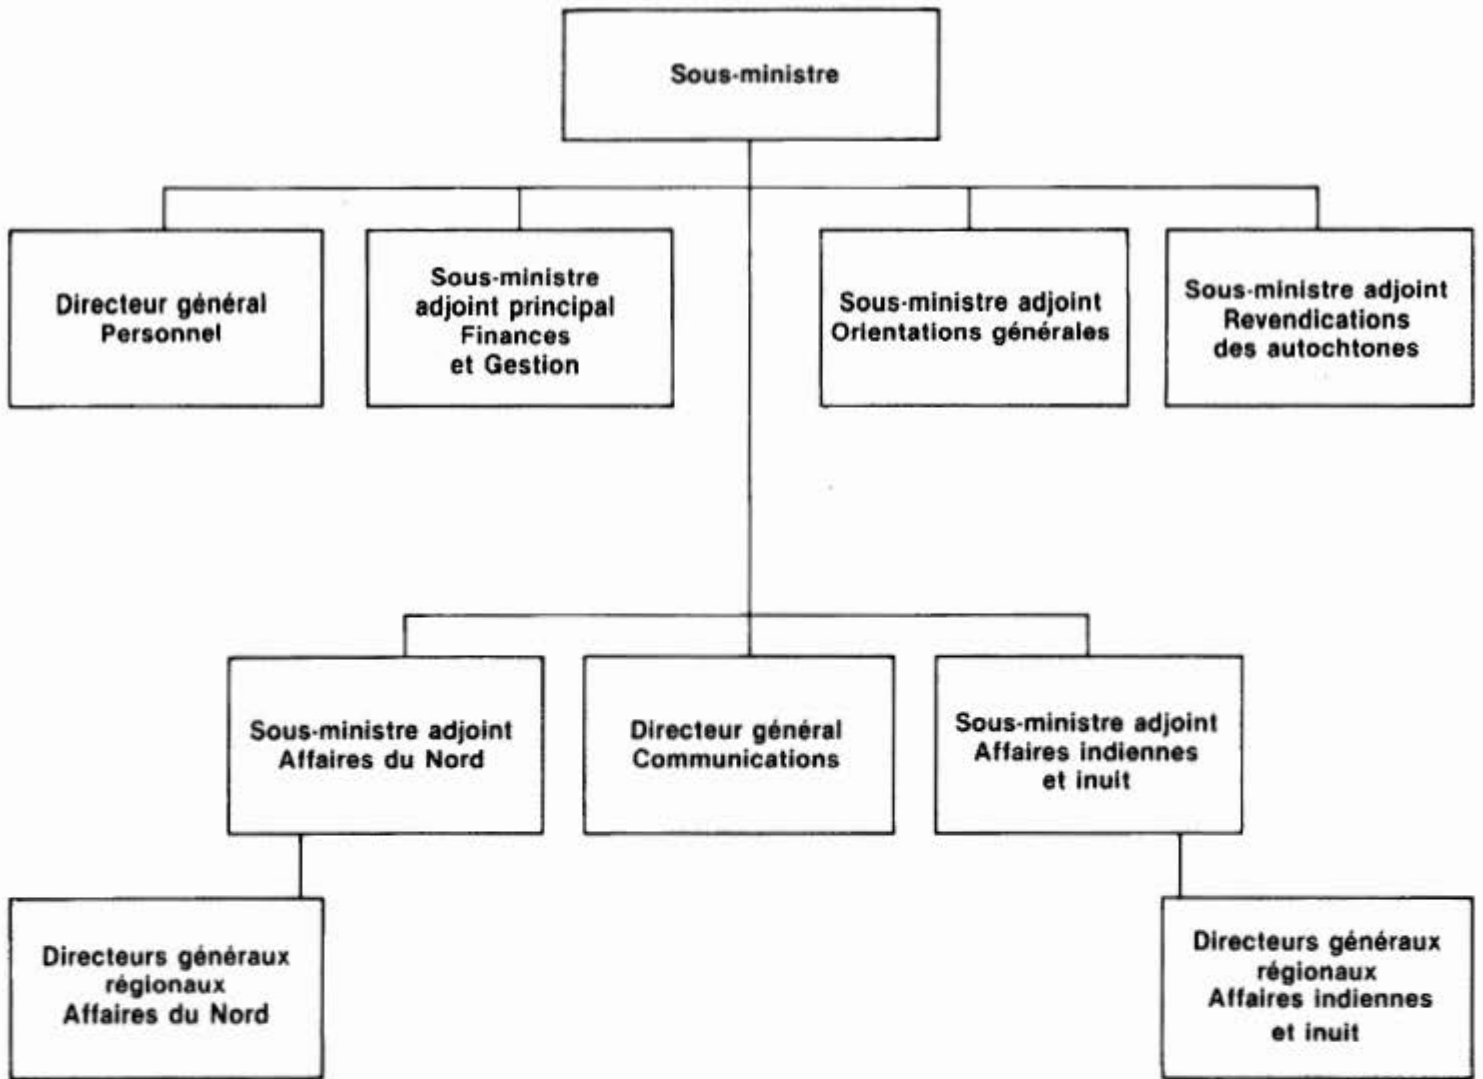 Sous-ministre
Directeur général
Personnel
Sous-ministre
adjoint principal
Finances
et Gestion
Sous-ministre adjoint
Orientations générales
Sous-ministre adjoint
Revendications
des autochtones
Sous-ministre adjoint
Affaires du Nord
Directeur général
Communications
Sous-ministre adjoint
Affaires indiennes
et inuit
Directeurs généraux
régionaux
Affaires du Nord
Directeurs généraux
régionaux
Affaires indiennes
et inuit